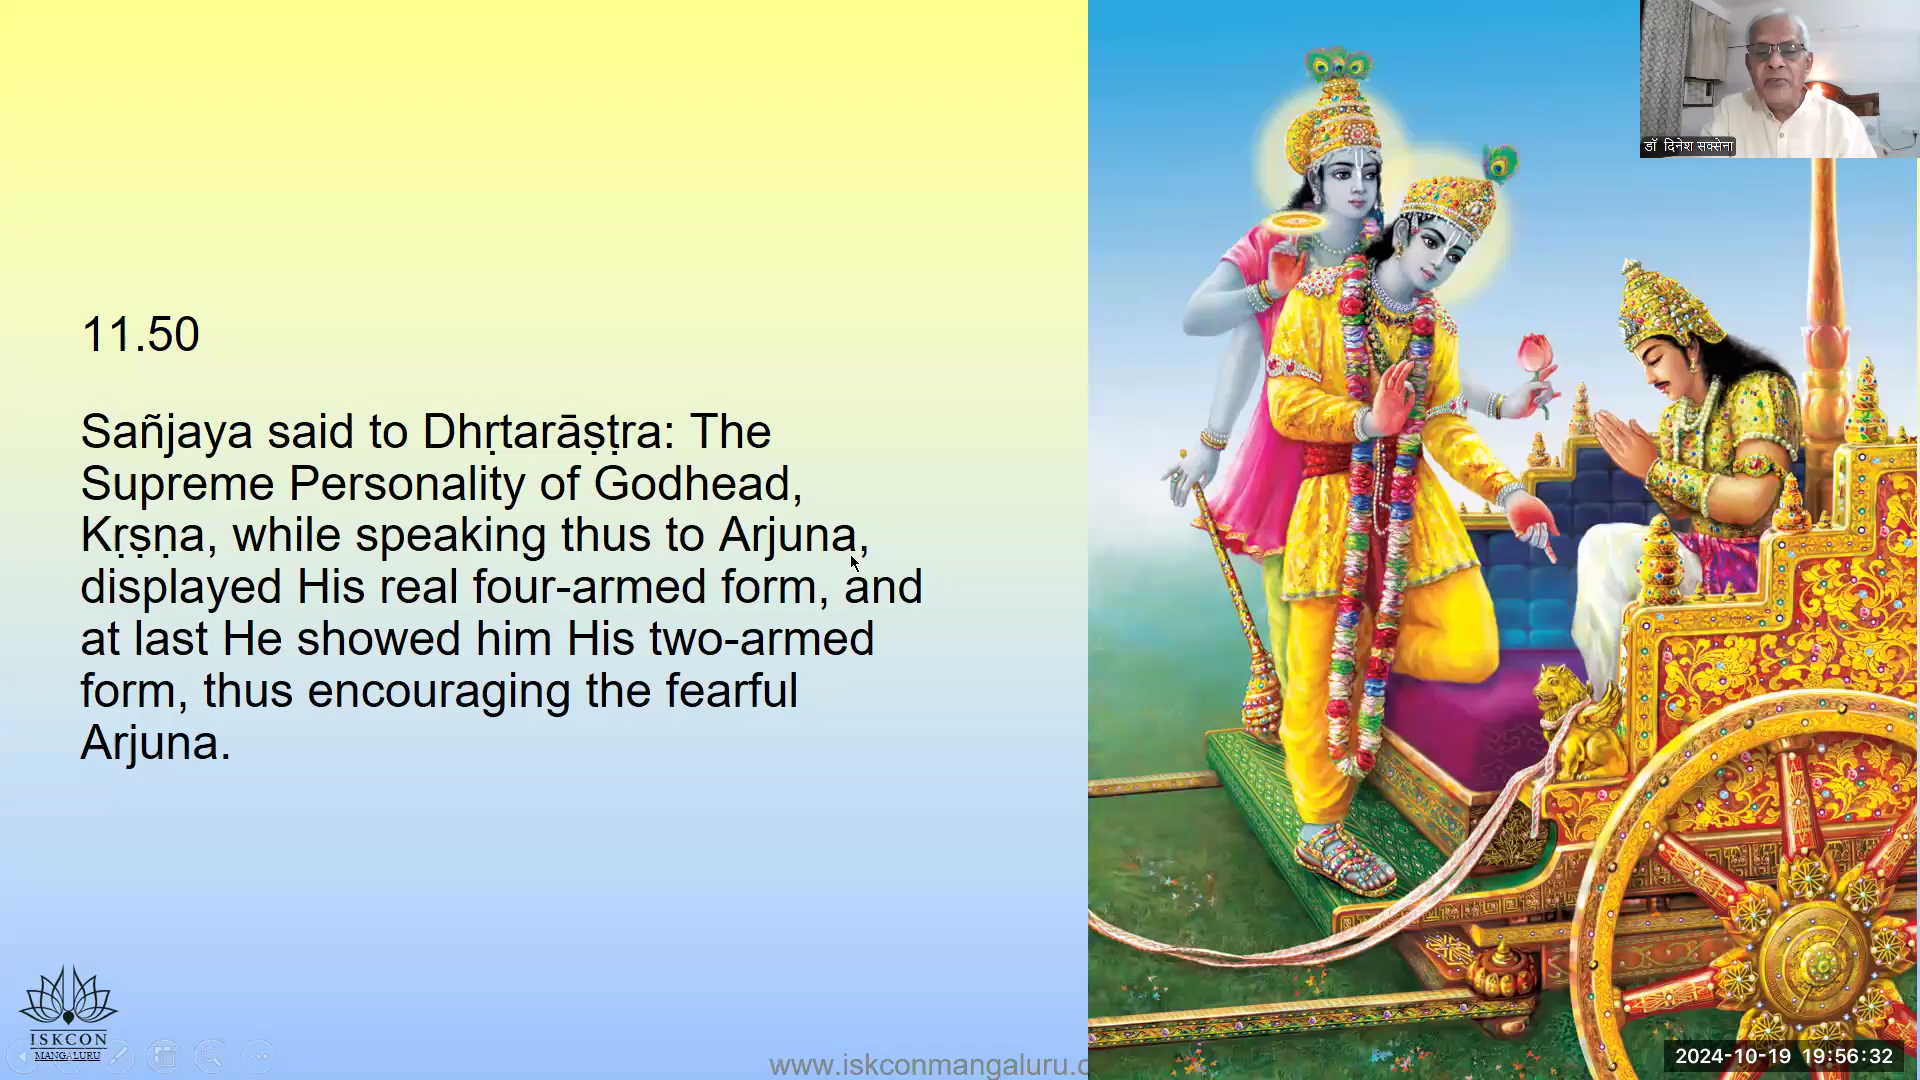 डॉ दिनेश सक्सेना
11.50
Sañjaya said to Dhṛtarāṣṭra: The
Supreme Personality of Godhead,
Kṛṣṇa, while speaking thus to Arjuna,
displayed His real four-armed form, and
at last He showed him His two-armed
form, thus encouraging the fearful
Arjuna.
ISKCON
MANGALURU
www.iskconmangaluru.c
2024-10-19 19:56:32